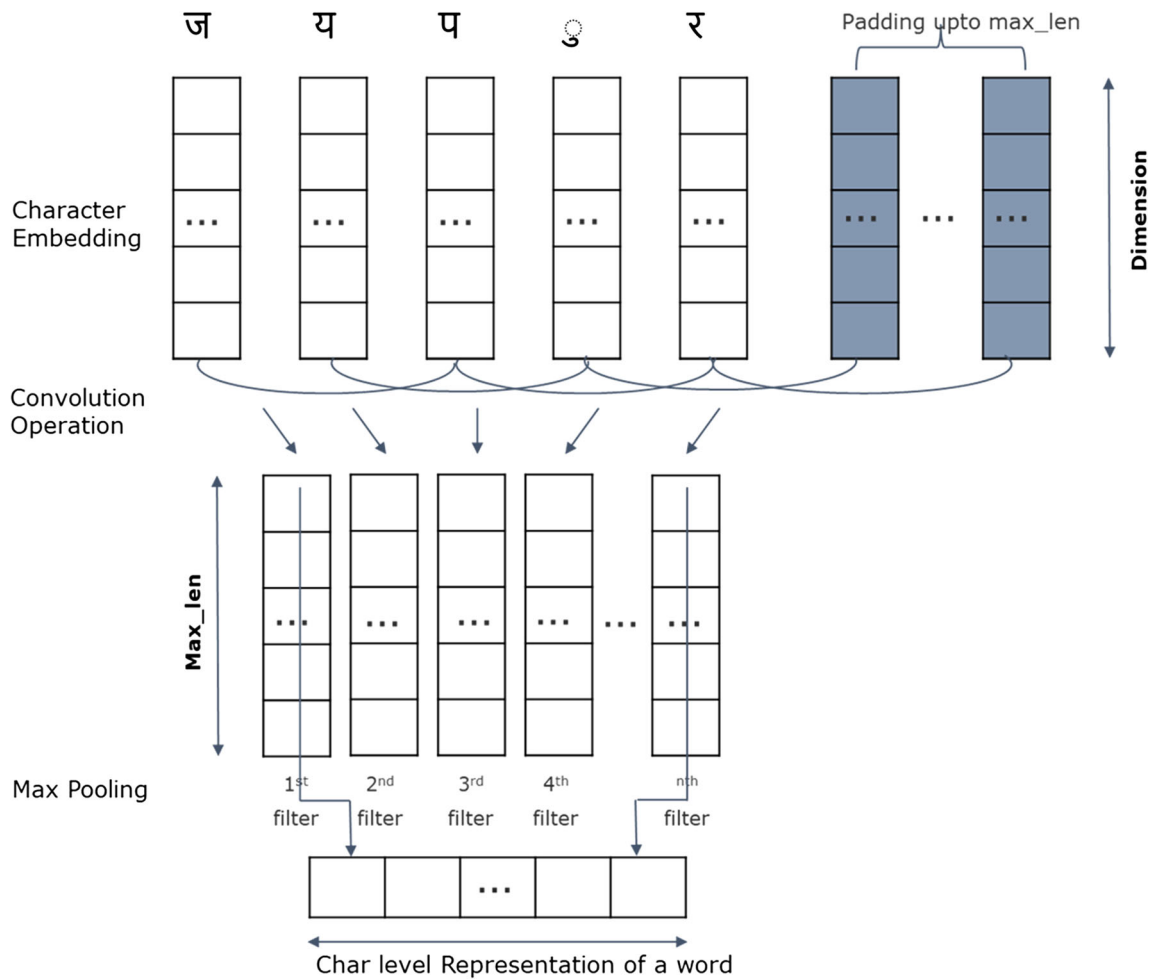 ज य प ु र
Padding upto max_len
Dimension
Character
Embedding
Convolution
Operation
Max_len
Max Pooling
1st 2nd 3rd 4th nth
filter filter filter filter filter
Char level Representation of a word